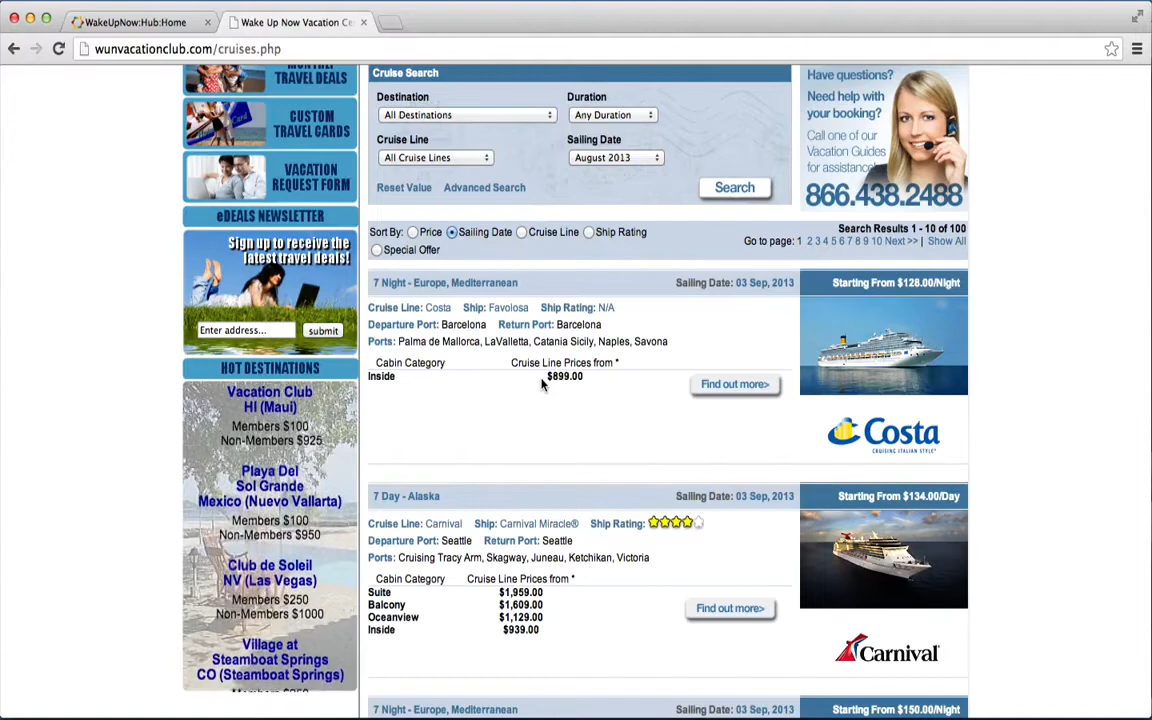 WakeUpNow:Hub:Home
Wake Up Now Vacation Ce
wunvacationclub.com/cruises.php
TRAVEL DEALS
CUSTOM
TRAVEL CARDS
VACATION
REQUEST FORM
eDEALS NEWSLETTER
Sign up to receive the
latest travel deals!
Enter address...
submit
HOT DESTINATIONS
Vacation Club
HI (Maui)
Members $100
Non-Members $925
Playa Del
Sol Grande
Mexico (Nuevo Vallarta)
Members $100
Non-Members $950
Club de Soleil
NV (Las Vegas)
Members $250
Non-Members $1000
Village at
Steamboat Springs
CO (Steamboat Springs)
Cruise Search
Destination
Duration
All Destinations
Any Duration
Cruise Line
Sailing Date
All Cruise Lines
August 2013
Reset Value
Advanced Search
Search
Have questions?
Need help with
your booking?
Call one of our
Vacation Guides
for assistance
866.438.2488
Sort By: Price Sailing Date Cruise Line Ship Rating
Special Offer
Search Results 1 - 10 of 100
Go to page: 1 2 3 4 5 6 7 8 9 10 Next >> | Show All
7 Night - Europe, Mediterranean
Sailing Date: 03 Sep, 2013
Starting From $128.00/Night
Cruise Line: Costa Ship: Favolosa Ship Rating: N/A
Departure Port: Barcelona Return Port: Barcelona
Ports: Palma de Mallorca, LaValletta, Catania Sicily, Naples, Savona
Cabin Category Cruise Line Prices from *
Inside $899.00
Find out more>
Costa
CRUISING ITALIAN STYLE
7 Day - Alaska
Sailing Date: 03 Sep, 2013
Starting From $134.00/Day
Cruise Line: Carnival Ship: Carnival Miracle® Ship Rating:
Departure Port: Seattle Return Port: Seattle
Ports: Cruising Tracy Arm, Skagway, Juneau, Ketchikan, Victoria
Cabin Category Cruise Line Prices from *
Suite $1,959.00
Balcony $1,609.00
Oceanview $1,129.00
Inside $939.00
Find out more>
Carnival
7 Night - Europe, Mediterranean
Sailing Date: 03 Sep, 2013
Starting From $150.00/Night